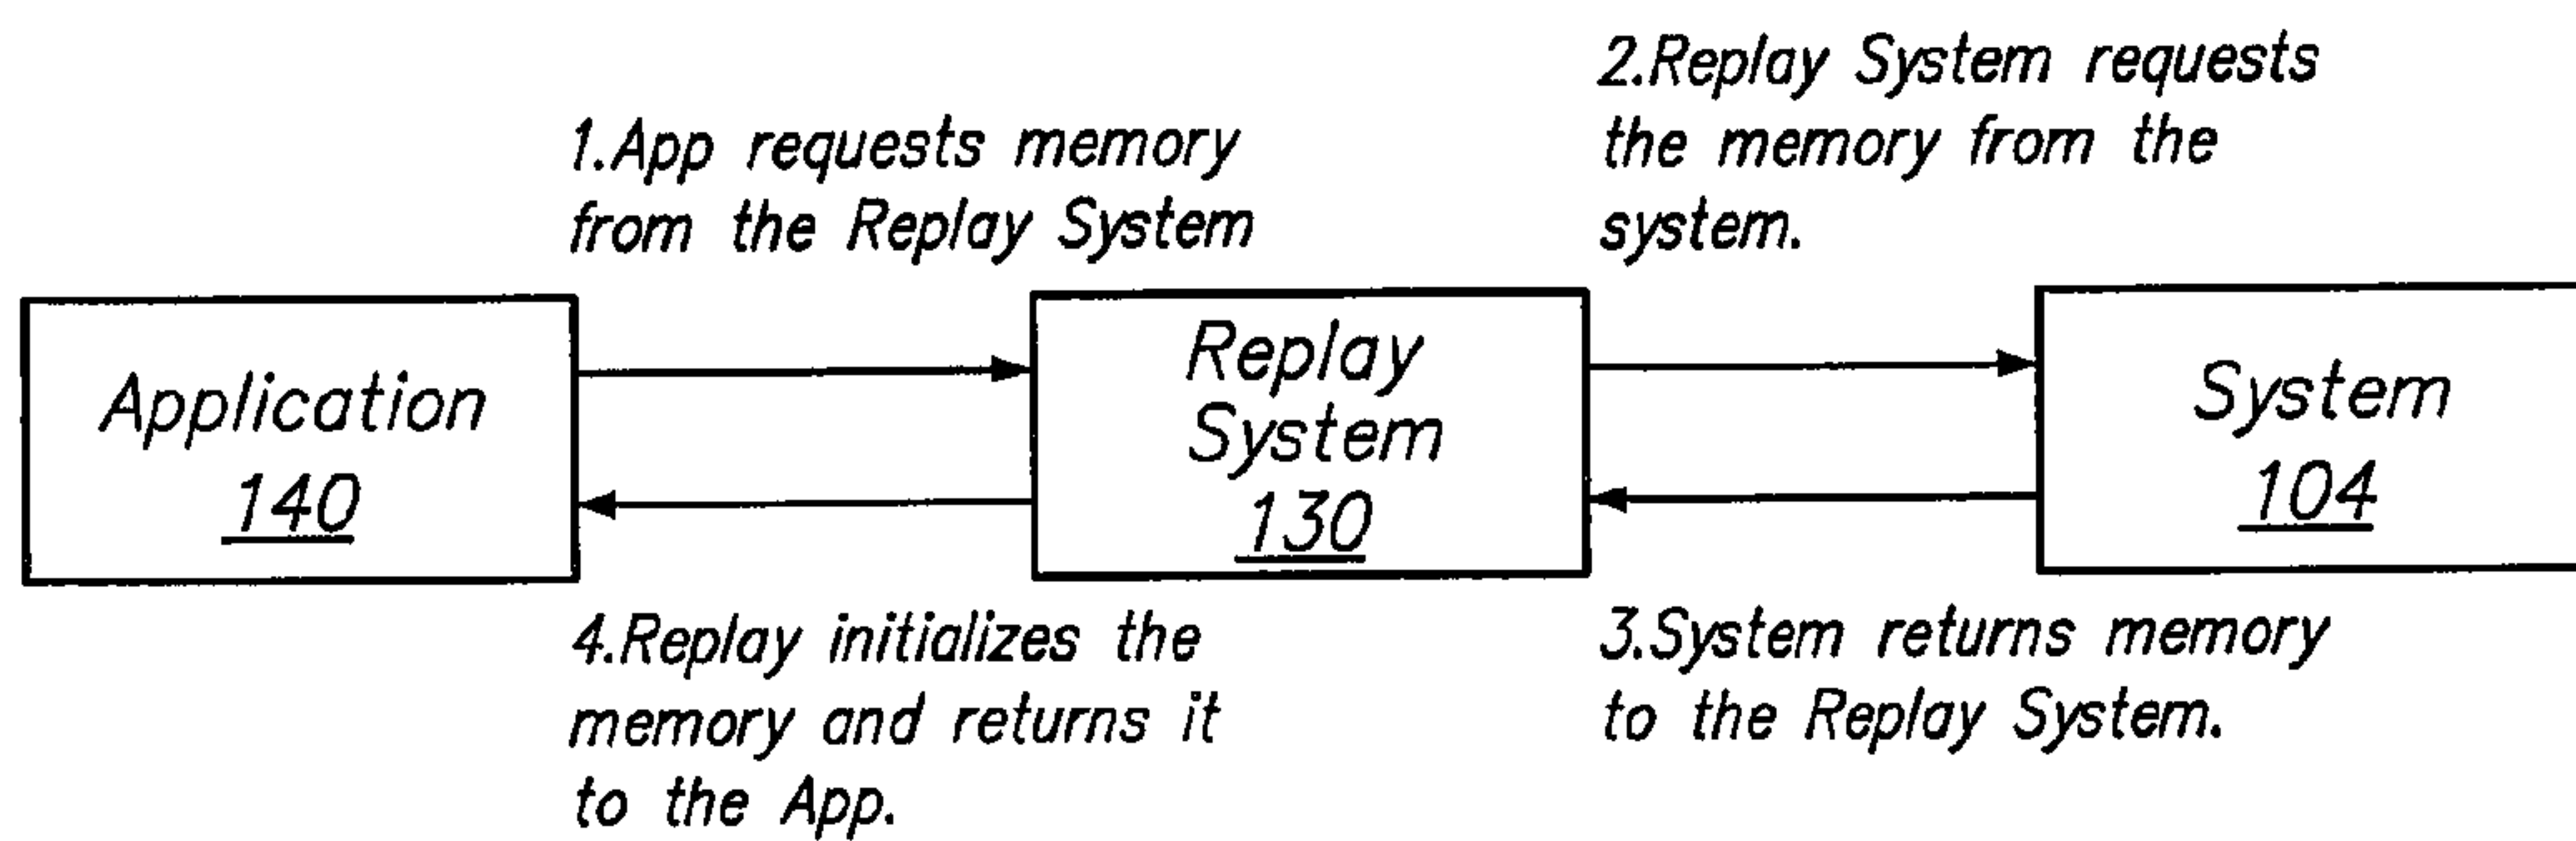 1.App requests memory
from the Replay System
2.Replay System requests
the memory from the
system.
Application
140
Replay
System
130
System
104
4.Replay initializes the
memory and returns it
to the App.
3.System returns memory
to the Replay System.